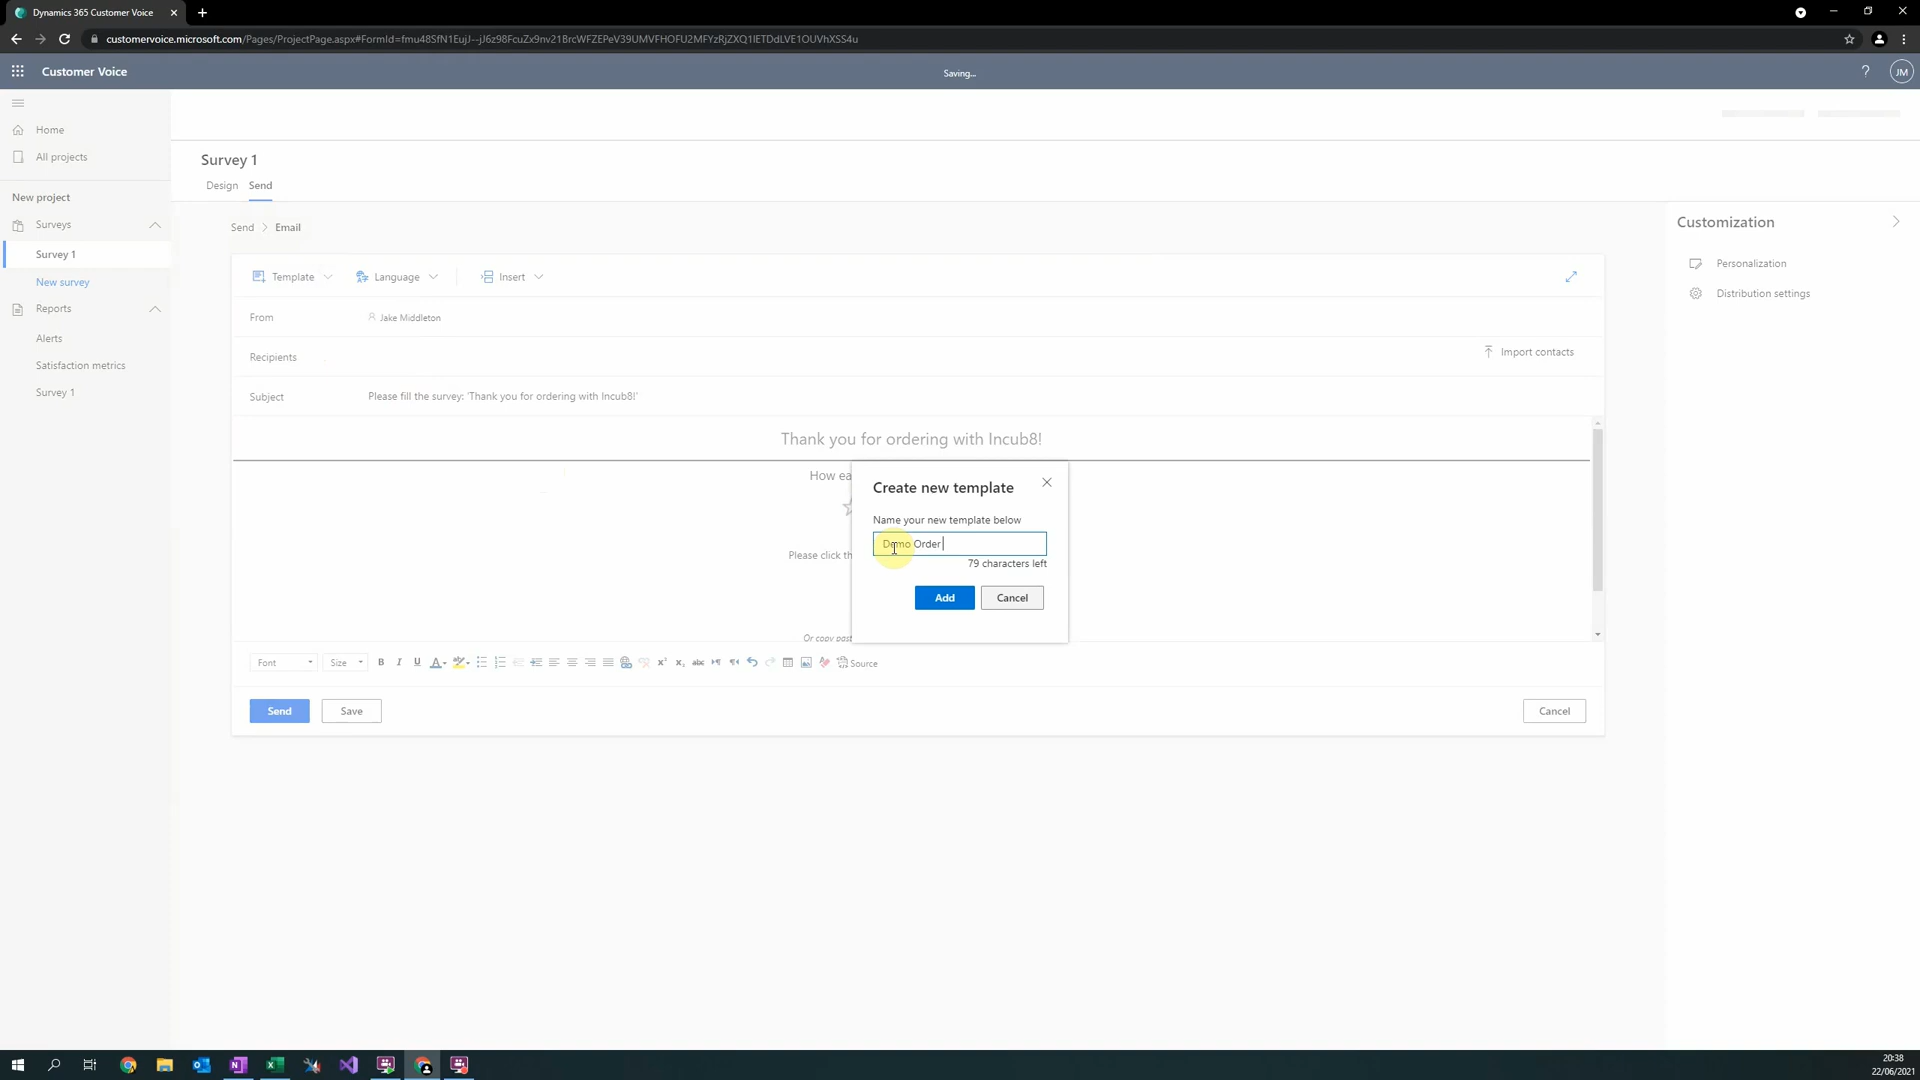 Dynamics 365 Customer Voice
customervoice.microsoft.com/Pages/ProjectPage.aspx#FormId=fmu48SfN1EujJ--jJ6z98FcuZx9nv21BrcWFZEPeV39UMVFHOFU2MFYzRjZXQ1lETDdLVE1OUVhXSS4u
Customer Voice
Saving...
?
JM
Home
All projects
New project
Surveys
Survey 1
New survey
Reports
Alerts
Satisfaction metrics
Survey 1
Survey 1
Design Send
Send > Email
Template Language Insert
From Jake Middleton
Recipients
Import contacts
Subject Please fill the survey: 'Thank you for ordering with Incub8!'
Thank you for ordering with Incub8!
How ea
Please click th
Or copy past
Create new template
Name your new template below
Demo Order
79 characters left
Add Cancel
Font Size B I U A ab x² x₂ abc Source
Send Save Cancel
Customization
Personalization
Distribution settings
20:38
22/06/2021